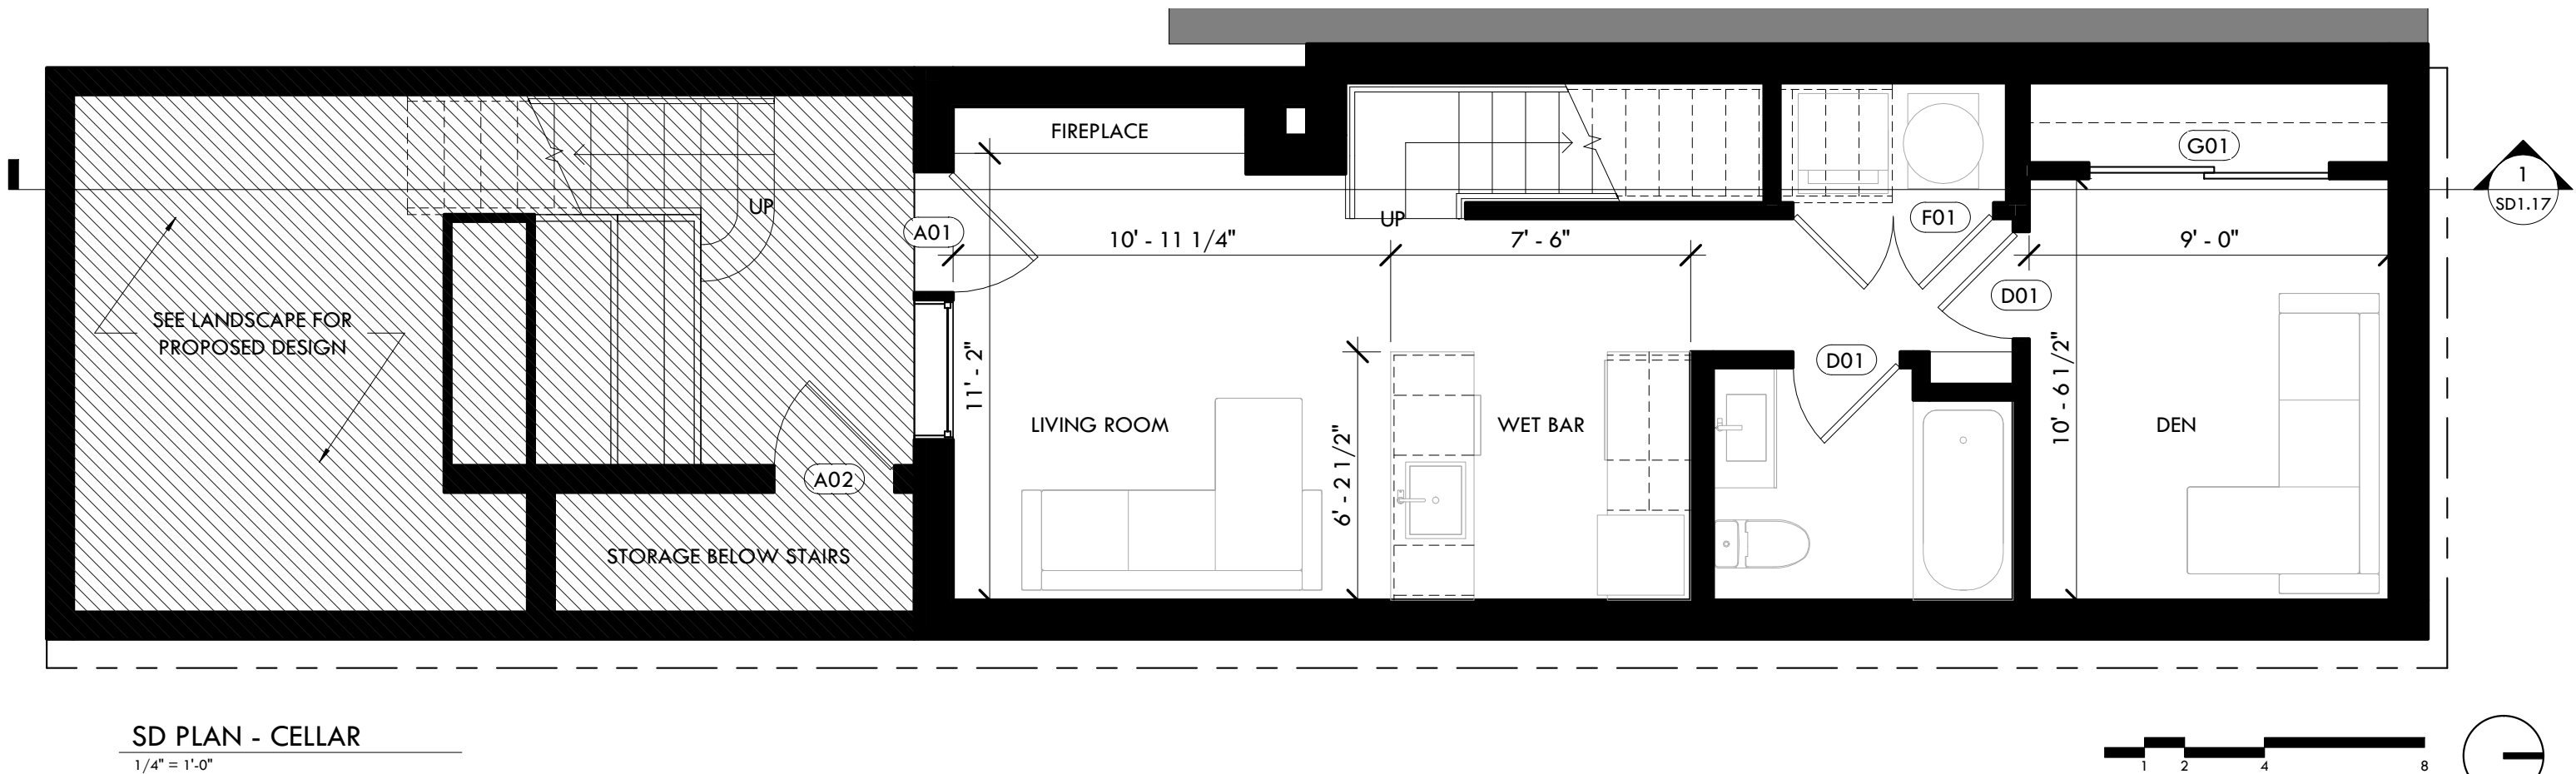 FIREPLACE
G01
1
SD1.17
UP
UP
F01
A01
10' - 11 1/4"
7' - 6"
9' - 0"
D01
SEE LANDSCAPE FOR
PROPOSED DESIGN
11' - 2"
D01
10' - 6 1/2"
LIVING ROOM
WET BAR
DEN
6' - 2 1/2"
A02
STORAGE BELOW STAIRS
SD PLAN - CELLAR
1/4" = 1'-0"
1 2 4 8